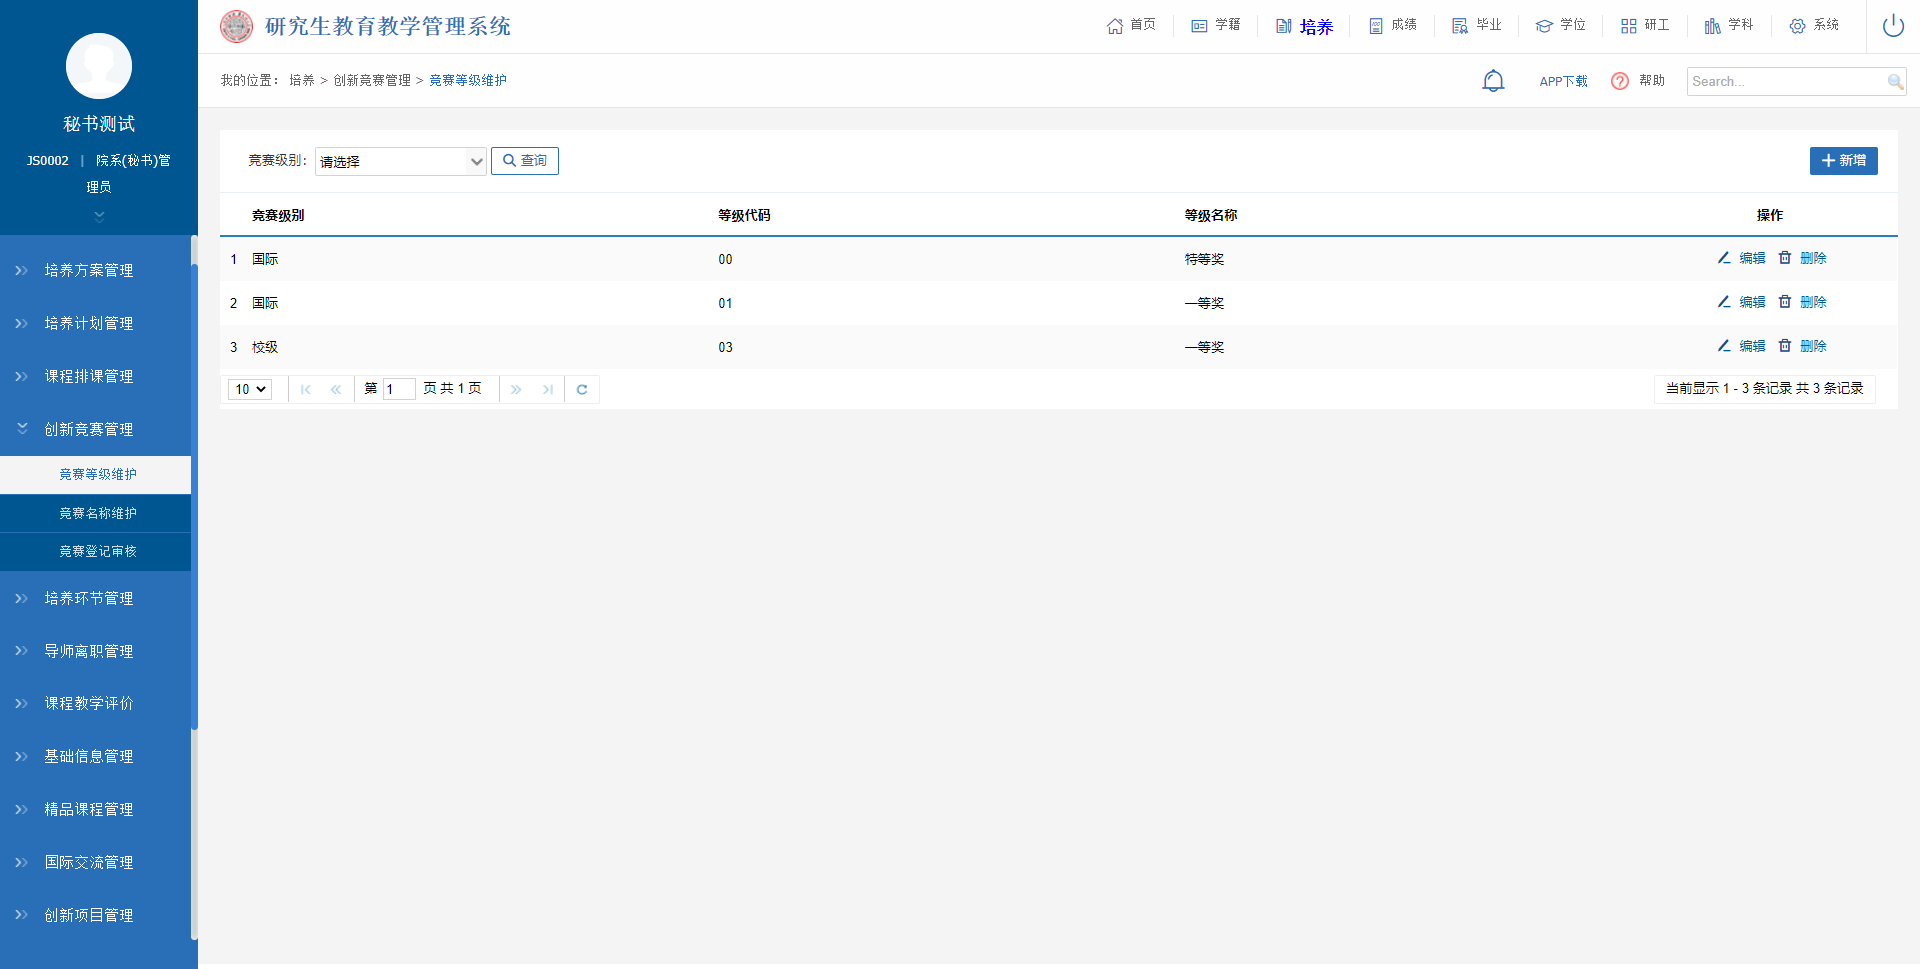 研究生教育教学管理系统
首页 学籍 培养 成绩 毕业 学位 研工 学科 系统
秘书测试
JS0002 | 院系(秘书)管
理员
我的位置： 培养 > 创新竞赛管理 > 竞赛等级维护
APP下载 帮助 Search...
培养方案管理
培养计划管理
课程排课管理
创新竞赛管理
竞赛等级维护
竞赛名称维护
竞赛登记审核
培养环节管理
导师离职管理
课程教学评价
基础信息管理
精品课程管理
国际交流管理
创新项目管理
竞赛级别： 请选择 查询 新增
竞赛级别 等级代码 等级名称 操作
1 国际 00 特等奖 编辑 删除
2 国际 01 一等奖 编辑 删除
3 校级 03 一等奖 编辑 删除
10 第 1 页 共 1 页 当前显示 1 - 3 条记录 共 3 条记录